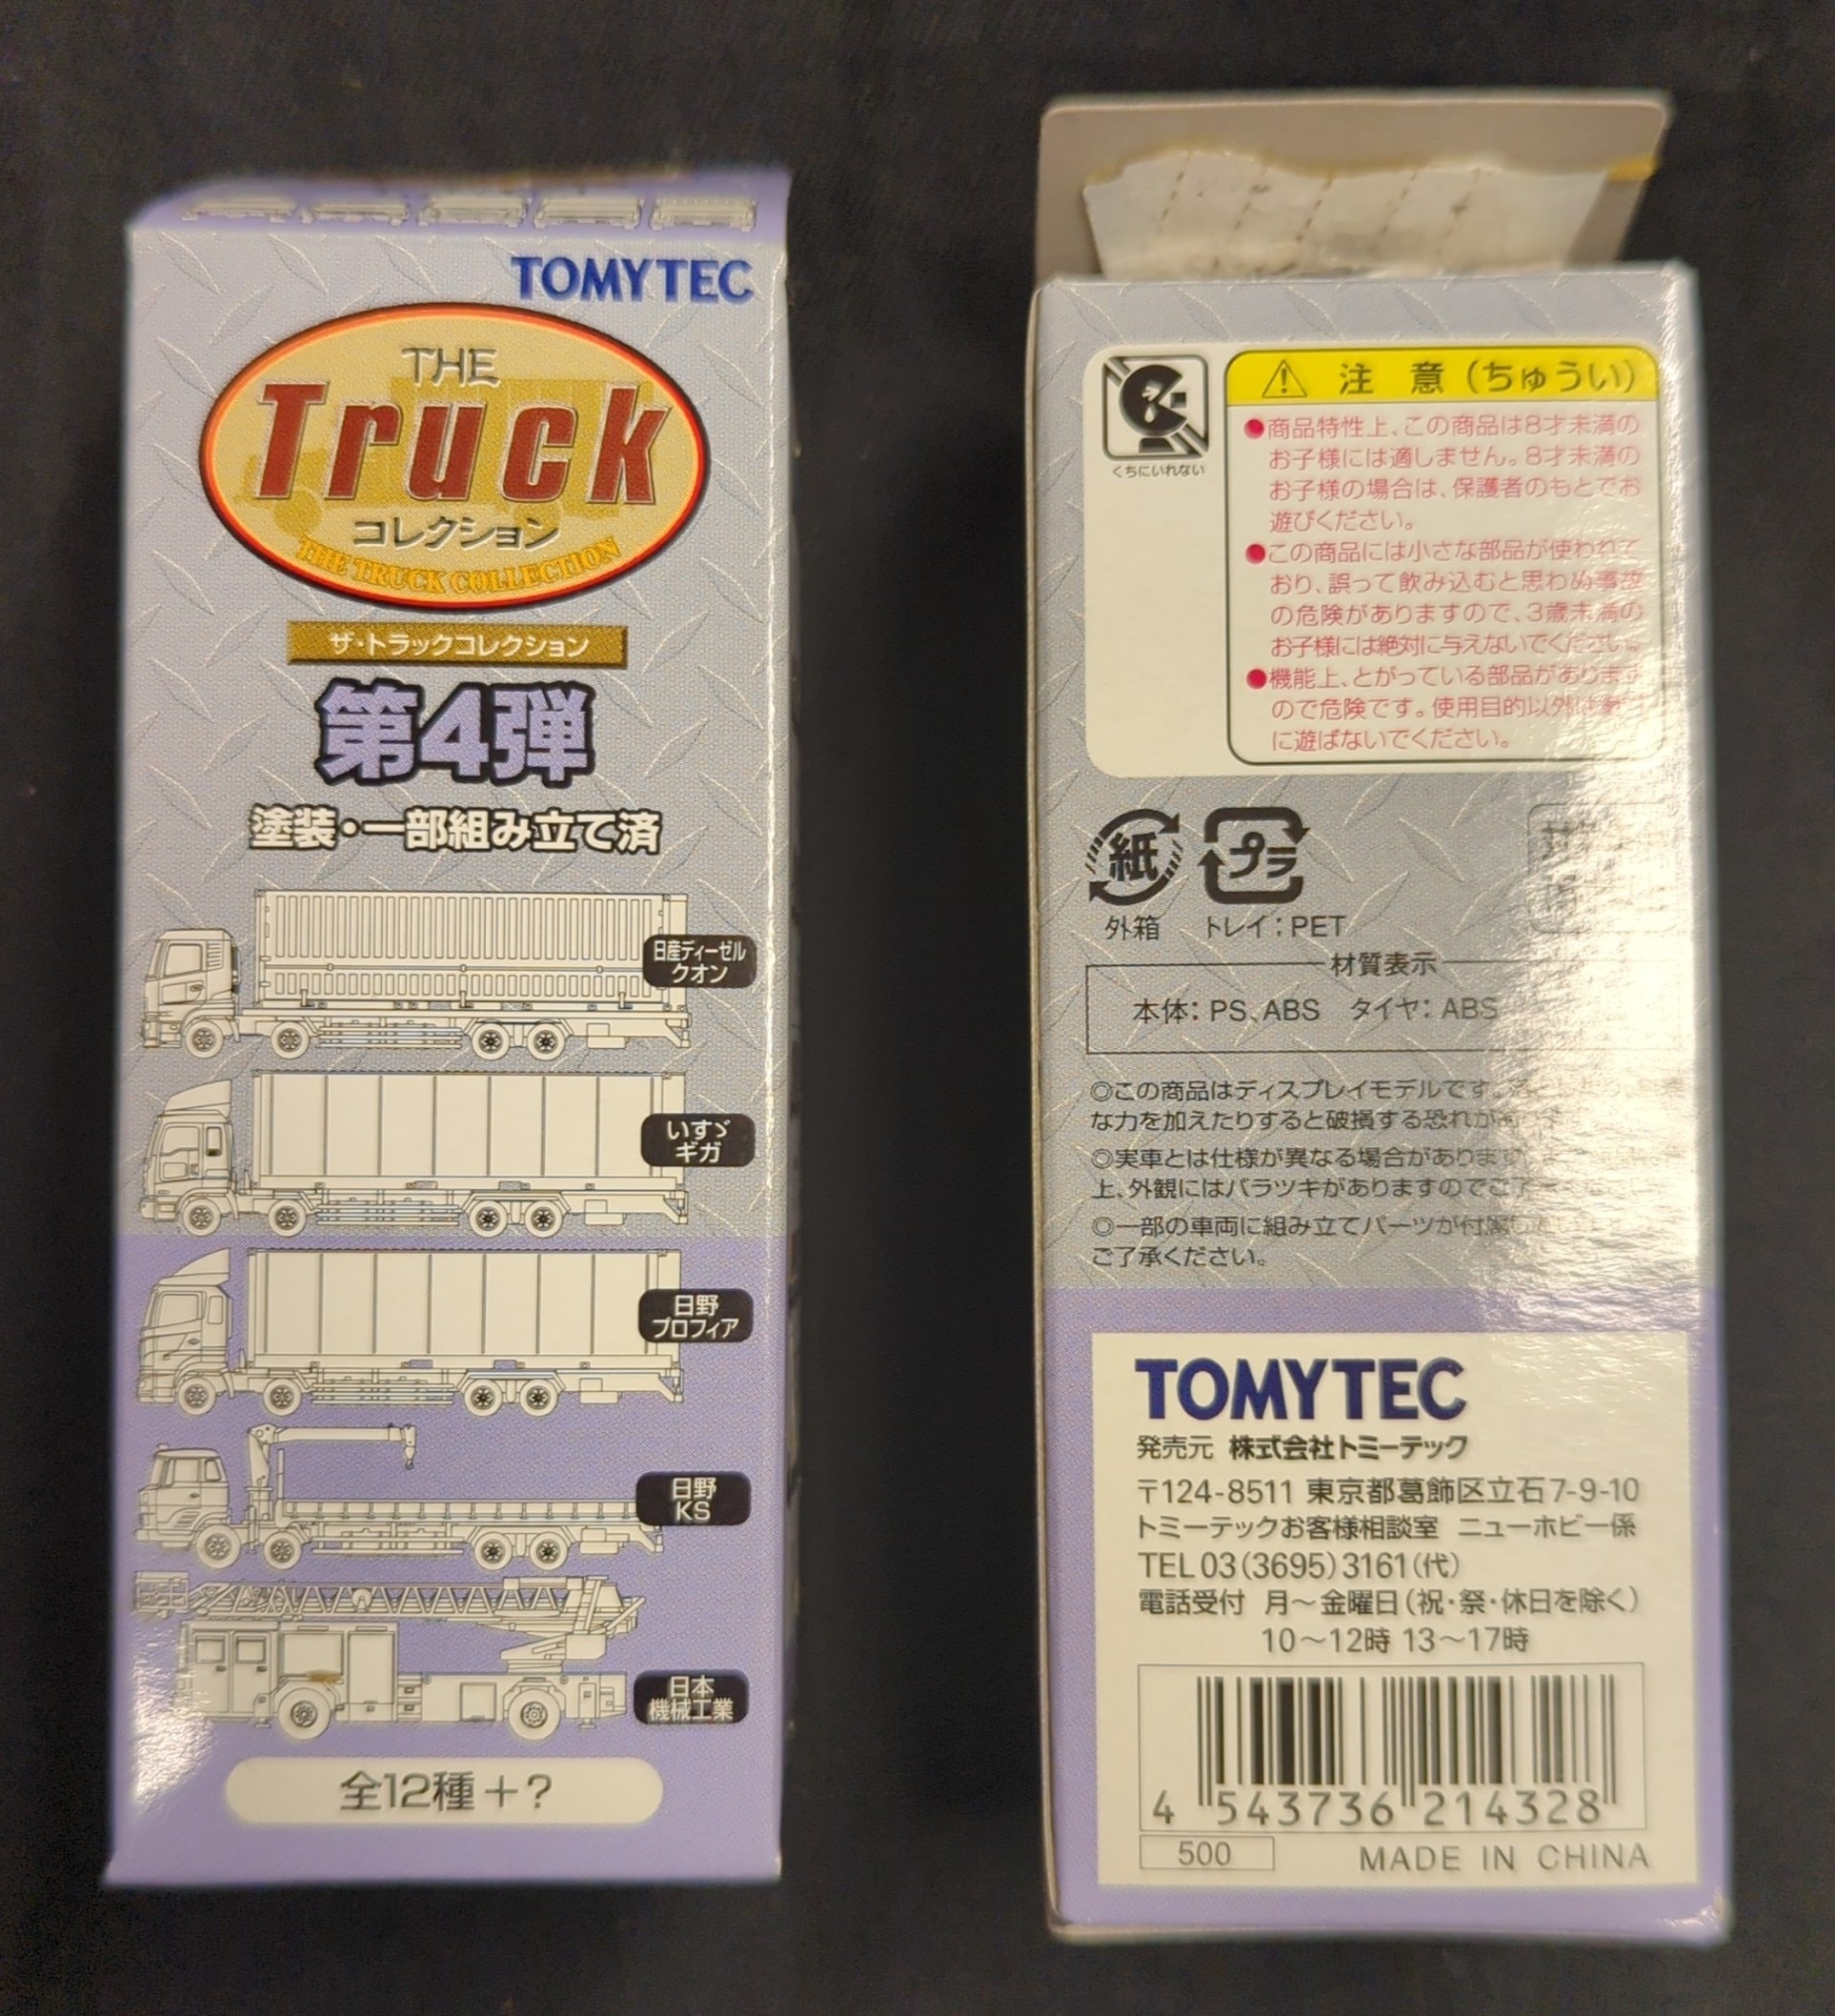 TOMYTEC
THE
Truck
コレクション
THE TRUCK COLLECTION
ザ・トラックコレクション
第4弾
塗装・一部組み立て済
日産ディーゼル
クオン
いすゞ
ギガ
日野
プロフィア
日野
KS
日本
機械工業
全12種+?
くちにいれない
注 意(ちゅうい)
●商品特性上、この商品は8才未満の
お子様には適しません。8才未満の
お子様の場合は、保護者のもとでお
遊びください。
●この商品には小さな部品が使われて
おり、誤って飲み込むと思わぬ事故
の危険がありますので、3歳未満の
お子様には絶対に与えないでください。
●機能上、とがっている部品があります
ので危険です。使用目的以外は
に遊ばないでください。
紙
プラ
外箱
トレイ:PET
材質表示
本体:PS、ABS タイヤ:ABS
◎この商品はディスプレイモデルです。
な力を加えたりすると破損する恐れが
◎実車とは仕様が異なる場合があります
上、外観にはバラツキがありますのでご了
◎一部の車両に組み立てパーツが付属
ご了承ください。
TOMYTEC
発売元 株式会社トミーテック
〒124-8511 東京都葛飾区立石7-9-10
トミーテックお客様相談室 ニューホビー係
TEL 03(3695)3161(代)
電話受付 月〜金曜日(祝・祭・休日を除く)
10〜12時 13〜17時
4 543736 214328
500
MADE IN CHINA